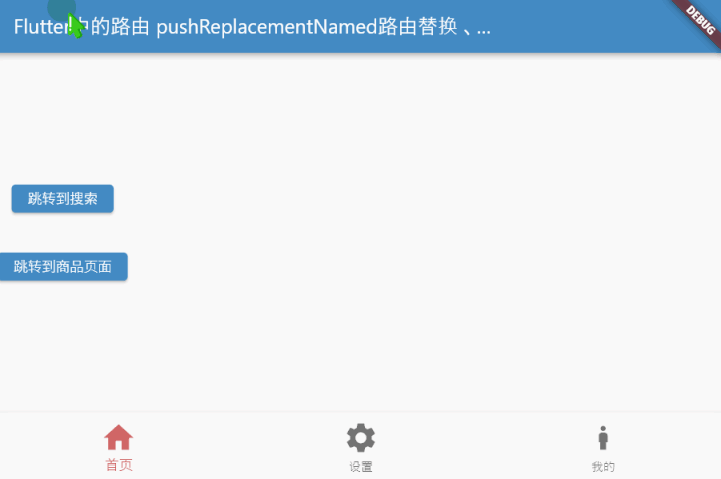 Flutter中的路由 pushReplacementNamed路由替换、...
DEBUG
跳转到搜索
跳转到商品页面
首页
设置
我的